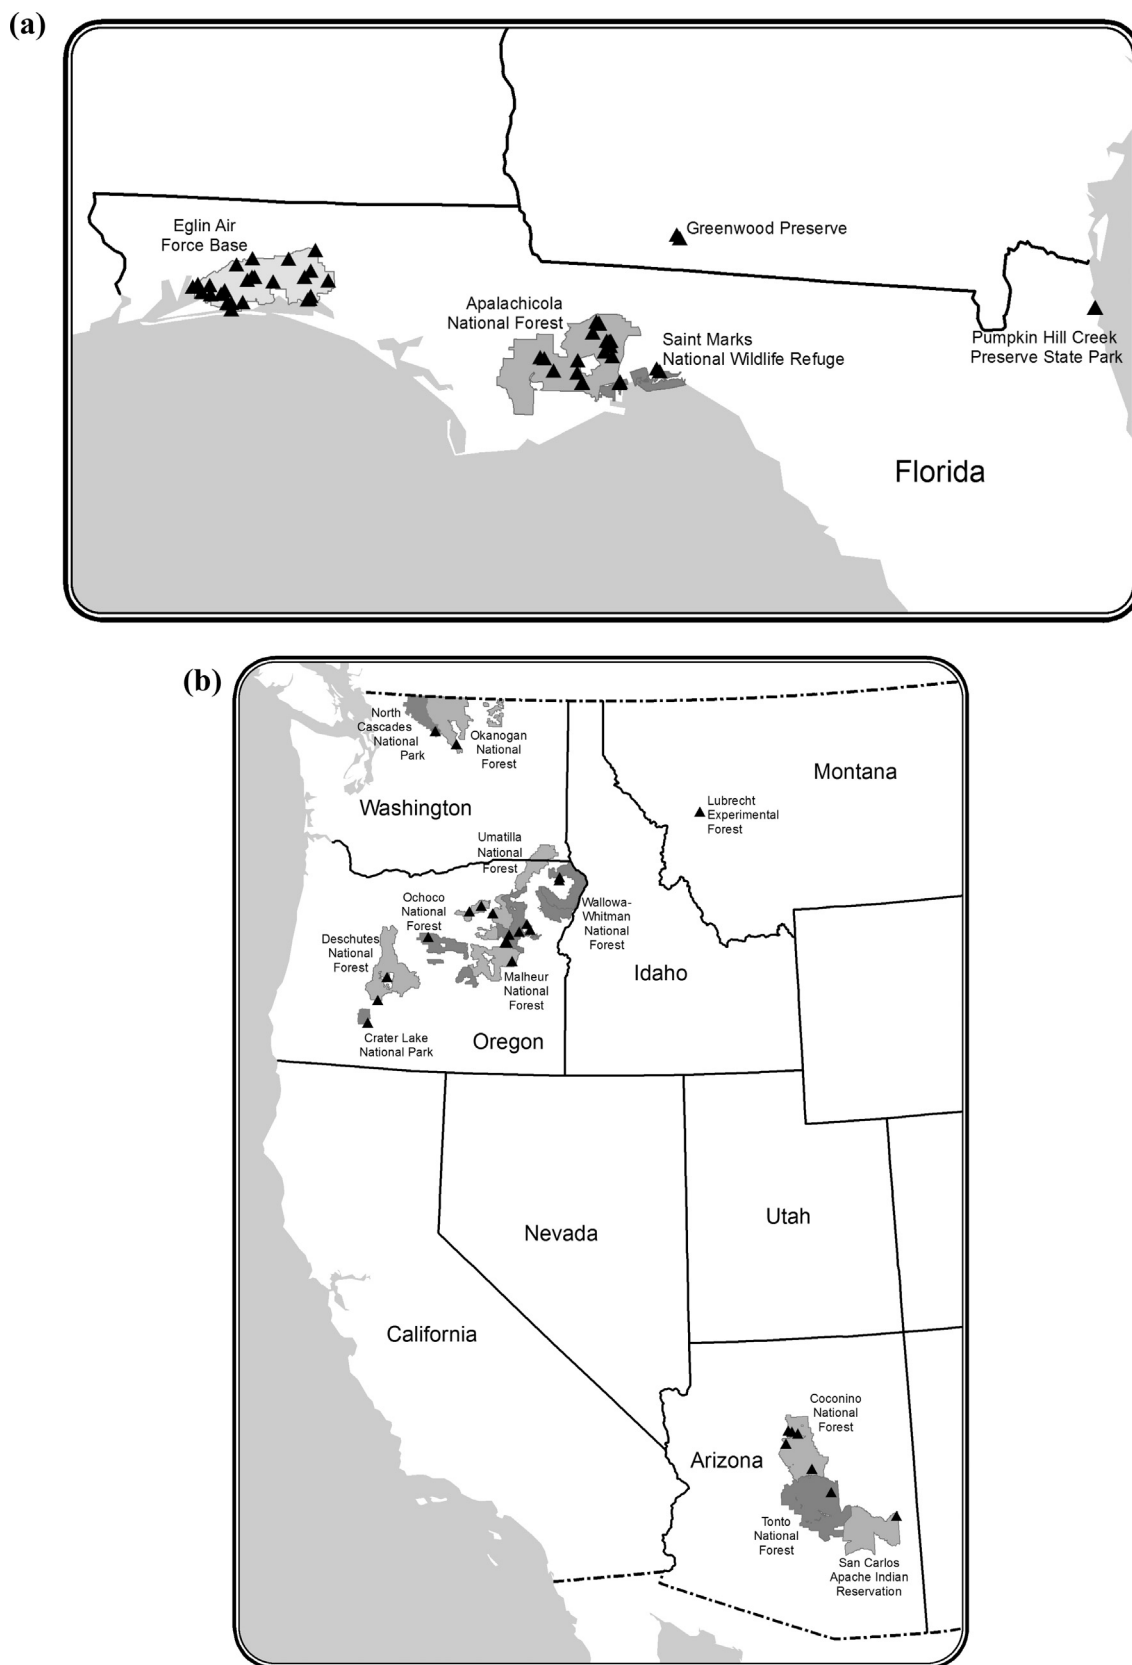 (a)
Eglin Air
Force Base
Greenwood Preserve
Apalachicola
National Forest
Saint Marks
National Wildlife Refuge
Pumpkin Hill Creek
Preserve State Park
Florida
(b)
North
Cascades
National
Park
Okanogan
National
Forest
Washington
Montana
Lubrecht
Experimental
Forest
Umatilla
National
Forest
Ochoco
National
Forest
Wallowa-
Whitman
National
Forest
Deschutes
National
Forest
Idaho
Malheur
National
Forest
Crater Lake
National Park
Oregon
Nevada
Utah
California
Coconino
National
Forest
Arizona
Tonto
National
Forest
San Carlos
Apache Indian
Reservation